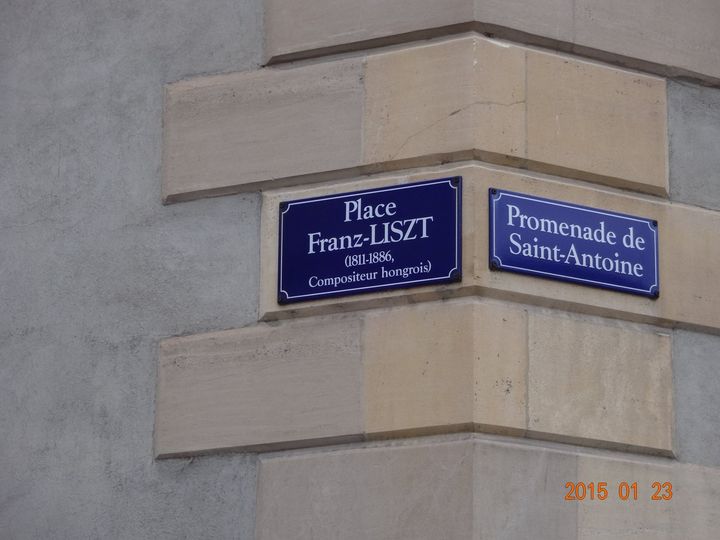 Place
Franz-LISZT
(1811-1886,
Compositeur hongrois)
Promenade de
Saint-Antoine
2015 01 23